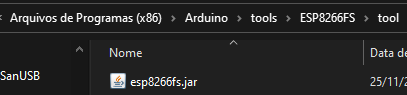 Arquivos de Programas (x86) > Arduino > tools > ESP8266FS > tool
Nome
Data de
SanUSB
esp8266fs.jar
25/11/2